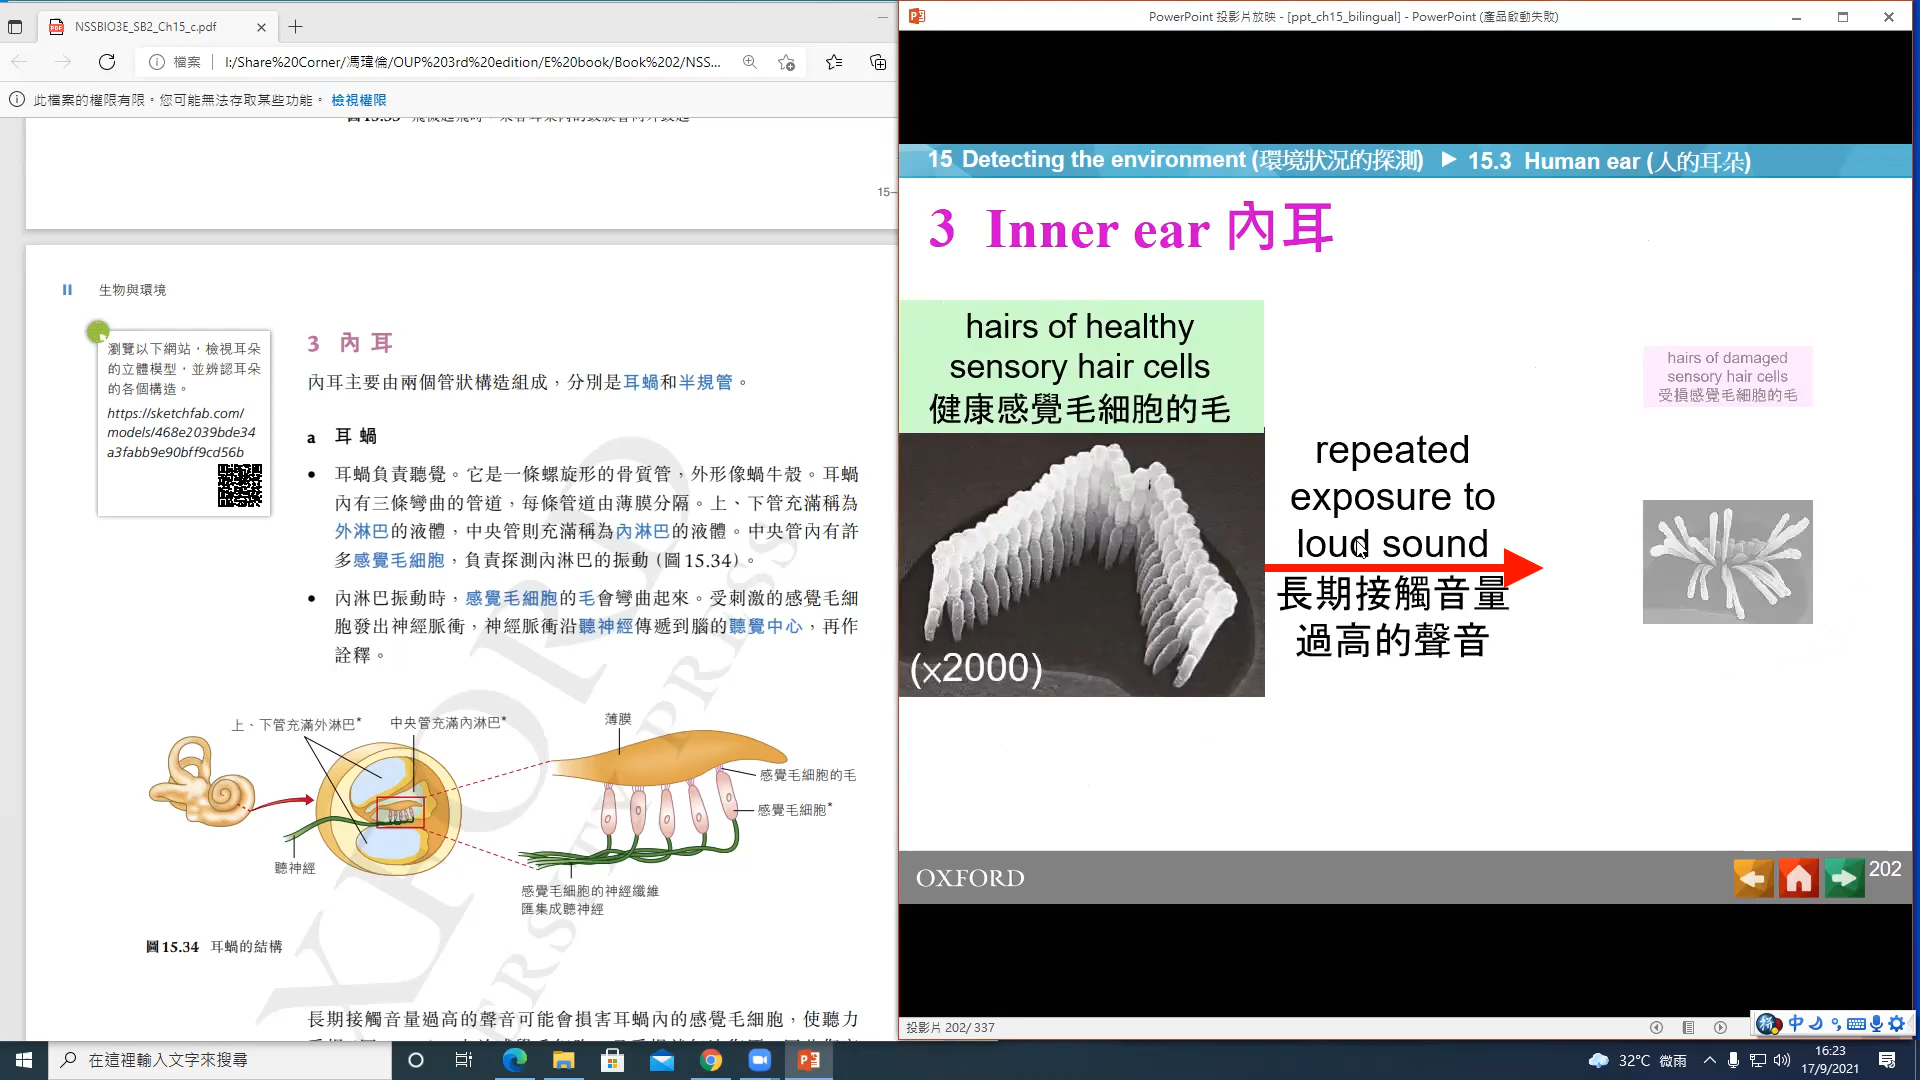 NSSBIO3E_SB2_Ch15_c.pdf
檔案
I:/Share%20Corner/馮瑋倫/OUP%203rd%20edition/E%20book/Book%202/NSS...
此檔案的權限有限。您可能無法存取某些功能。 檢視權限
15–
II 生物與環境
瀏覽以下網站，檢視耳朵
的立體模型，並辨認耳朵
的各個構造。
https://sketchfab.com/
models/468e2039bde34
a3fabb9e90bff9cd56b
3 內耳
內耳主要由兩個管狀構造組成，分別是耳蝸和半規管。
a 耳蝸
• 耳蝸負責聽覺。它是一條螺旋形的骨質管，外形像蝸牛殼。耳蝸
內有三條彎曲的管道，每條管道由薄膜分隔。上、下管充滿稱為
外淋巴的液體，中央管則充滿稱為內淋巴的液體。中央管內有許
多感覺毛細胞，負責探測內淋巴的振動（圖15.34）。
• 內淋巴振動時，感覺毛細胞的毛會彎曲起來。受刺激的感覺毛細
胞發出神經脈衝，神經脈衝沿聽神經傳遞到腦的聽覺中心，再作
詮釋。
上、下管充滿外淋巴*
中央管充滿內淋巴*
薄膜
感覺毛細胞的毛
感覺毛細胞*
聽神經
感覺毛細胞的神經纖維
匯集成聽神經
圖15.34 耳蝸的結構
長期接觸音量過高的聲音可能會損害耳蝸內的感覺毛細胞，使聽力
PowerPoint 投影片放映 - [ppt_ch15_bilingual] - PowerPoint (產品啟動失敗)
15 Detecting the environment (環境狀況的探測) ► 15.3 Human ear (人的耳朵)
3 Inner ear 內耳
hairs of healthy
sensory hair cells
健康感覺毛細胞的毛
(x2000)
repeated
exposure to
loud sound
長期接觸音量
過高的聲音
hairs of damaged
sensory hair cells
受損感覺毛細胞的毛
OXFORD
202
投影片 202/ 337
中
在這裡輸入文字來搜尋
32°C 微雨
16:23
17/9/2021